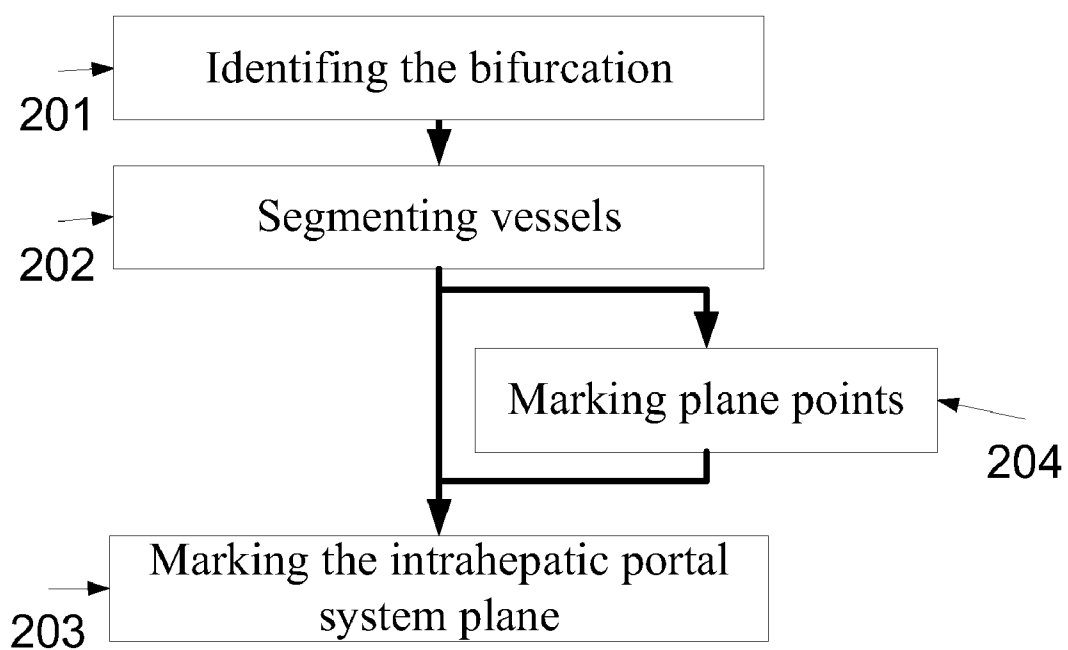 Identifing the bifurcation
201
Segmenting vessels
202
Marking plane points
204
Marking the intrahepatic portal
system plane
203